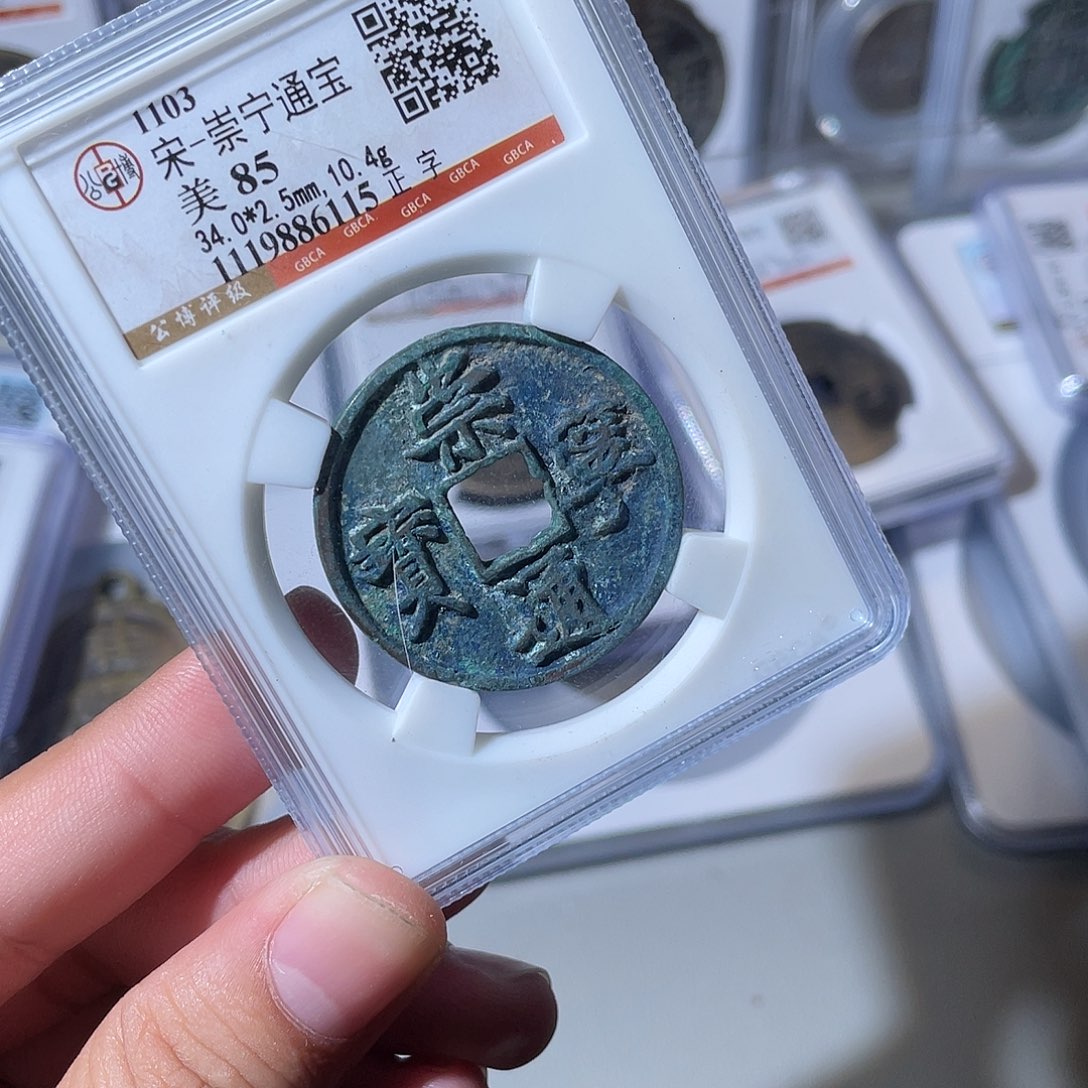 1103
宋-崇宁通宝
美 85
34.0*2.5mm,10.4g
1119886115 正字
GBCA GBCA GBCA GBCA GBCA
公博评级
崇
寧
通
寶